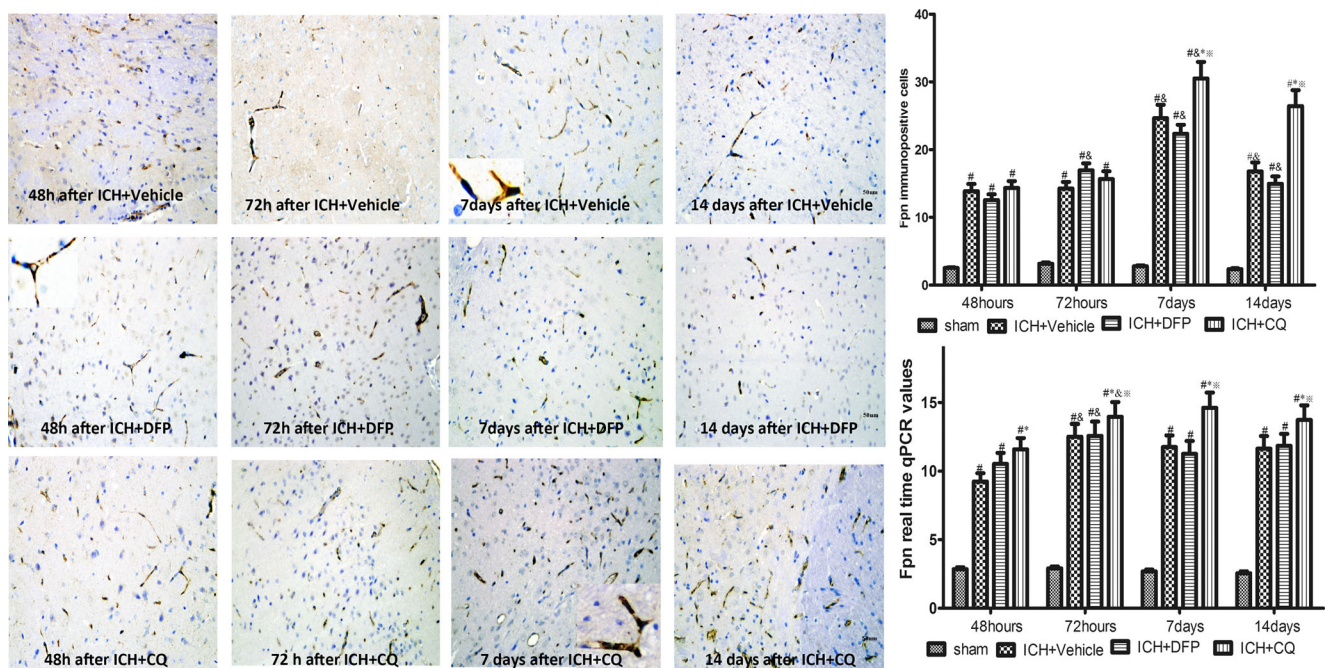 48h after ICH+Vehicle
72h after ICH+Vehicle
7days after ICH+Vehicle
50um
14 days after ICH+Vehicle
48h after ICH+DFP
72h after ICH+DFP
7days after ICH+DFP
50um
14 days after ICH+DFP
48h after ICH+CQ
72 h after ICH+CQ
7 days after ICH+CQ
50um
14 days after ICH+CQ
Fpn immunopositive cells
40
30
20
10
0
# # #
# #& #
#& #& #&*※
#& #& #*※
48hours 72hours 7days 14days
sham ICH+Vehicle ICH+DFP ICH+CQ
Fpn real time qPCR values
15
10
5
0
# # #*
#& #& #*&※
# # #*※
# # #*※
48hours 72hours 7days 14days
sham ICH+Vehicle ICH+DFP ICH+CQ